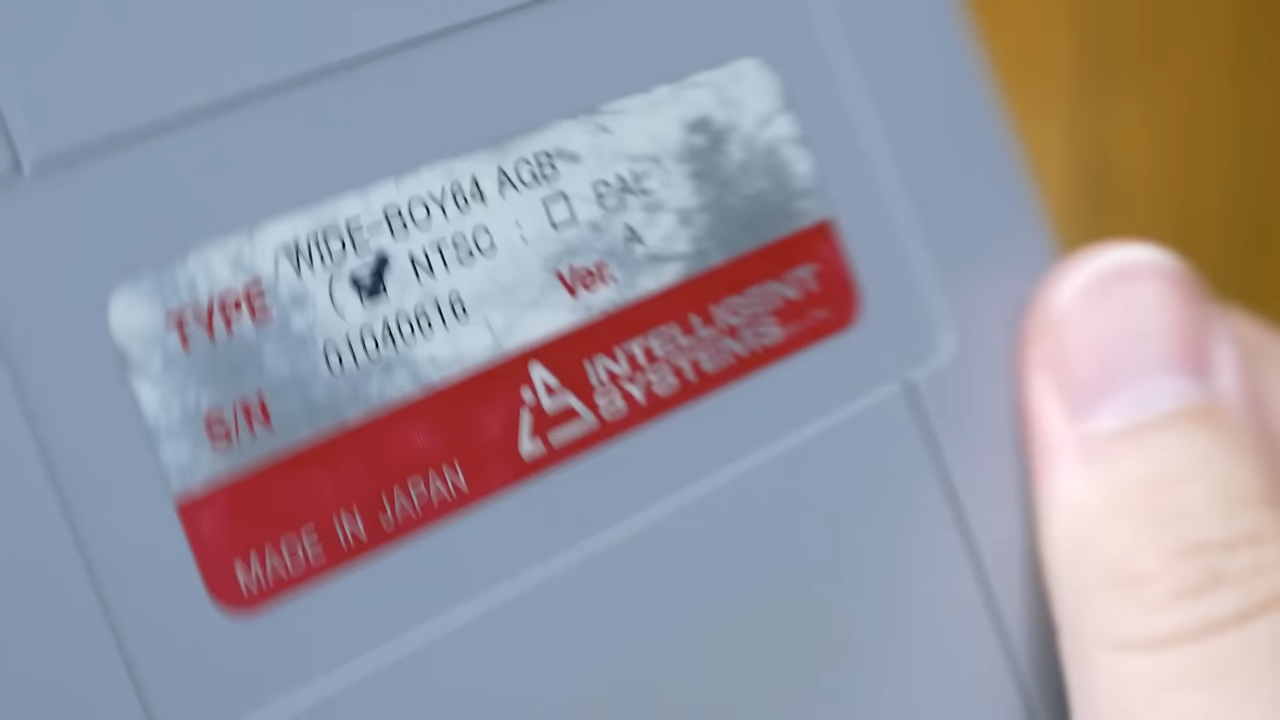 TYPE /WIDE-BOY64 AGB
( ☑ NTSC : ☐ PAL
S/N 01040616 Ver. A
INTELLIGENT
SYSTEMS
MADE IN JAPAN